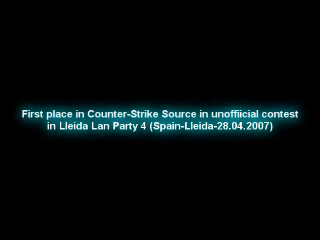 First place in Counter-Strike Source in unoffiicial contest
in Lleida Lan Party 4 (Spain-Lleida-28.04.2007)